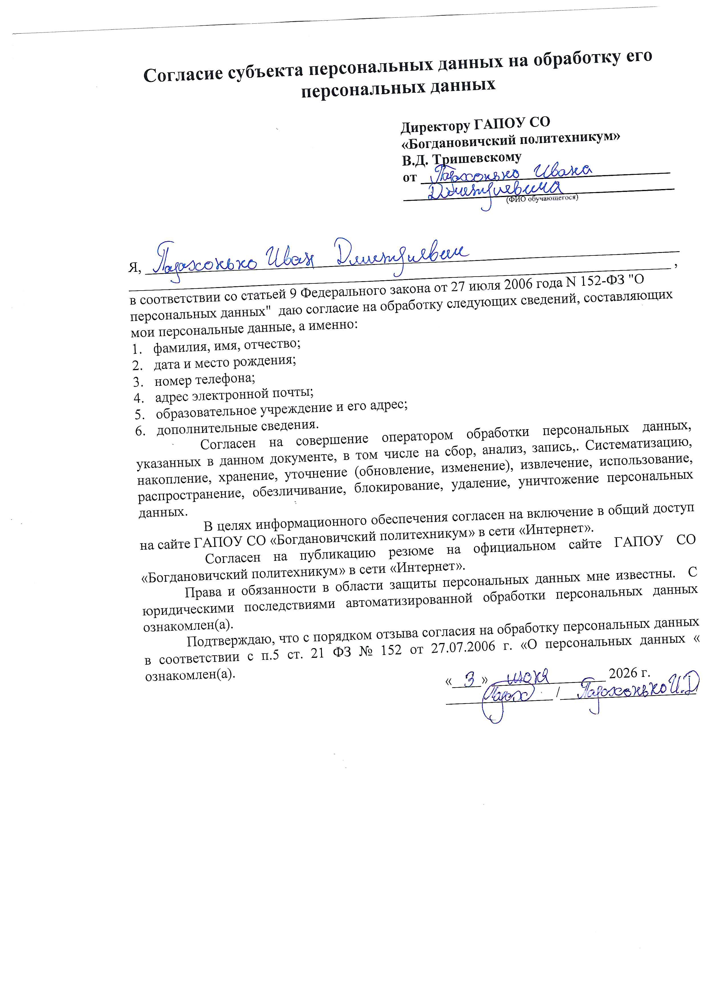 Согласие субъекта персональных данных на обработку его
персональных данных
Директору ГАПОУ СО
«Богдановичский политехникум»
В.Д. Тришевскому
от Ивана
Дмитриевича
(ФИО обучающегося)
Я, Иван Дмитриевич ,
в соответствии со статьей 9 Федерального закона от 27 июля 2006 года N 152-ФЗ "О
персональных данных" даю согласие на обработку следующих сведений, составляющих
мои персональные данные, а именно:
1. фамилия, имя, отчество;
2. дата и место рождения;
3. номер телефона;
4. адрес электронной почты;
5. образовательное учреждение и его адрес;
6. дополнительные сведения.
Согласен на совершение оператором обработки персональных данных,
указанных в данном документе, в том числе на сбор, анализ, запись,. Систематизацию,
накопление, хранение, уточнение (обновление, изменение), извлечение, использование,
распространение, обезличивание, блокирование, удаление, уничтожение персональных
данных.
В целях информационного обеспечения согласен на включение в общий доступ
на сайте ГАПОУ СО «Богдановичский политехникум» в сети «Интернет».
Согласен на публикацию резюме на официальном сайте ГАПОУ СО
«Богдановичский политехникум» в сети «Интернет».
Права и обязанности в области защиты персональных данных мне известны. С
юридическими последствиями автоматизированной обработки персональных данных
ознакомлен(а).
Подтверждаю, что с порядком отзыва согласия на обработку персональных данных
в соответствии с п.5 ст. 21 ФЗ № 152 от 27.07.2006 г. «О персональных данных «
ознакомлен(а).
«3» 2026 г.
/ И.Д